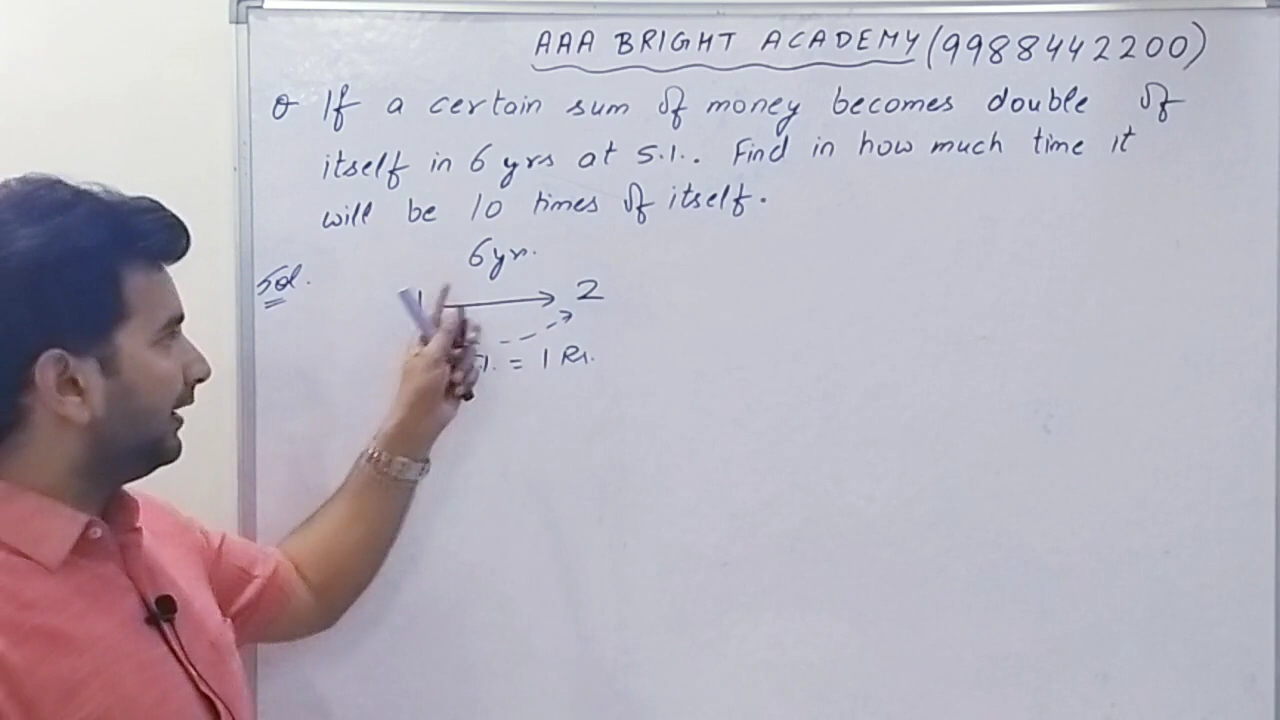 AAA BRIGHT ACADEMY (9988442200)
Q If a certain sum of money becomes double of
itself in 6 yrs at S.I.. Find in how much time it
will be 10 times of itself.
6 yr.
Sol.
1 → 2
= 1 Rs.